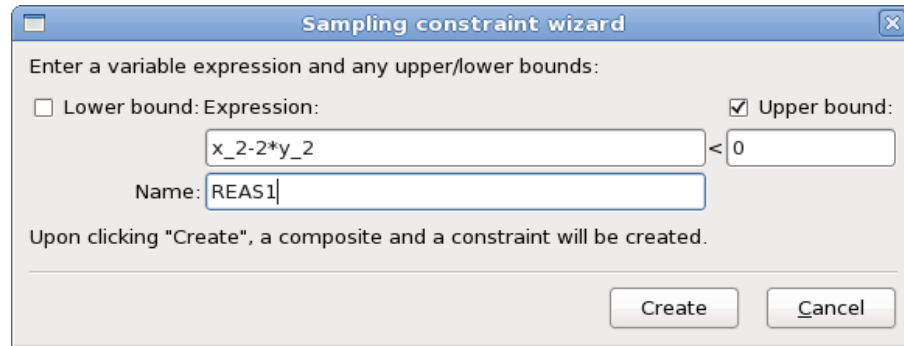 Sampling constraint wizard
Enter a variable expression and any upper/lower bounds:
Lower bound: Expression: Upper bound:
x_2-2*y_2 < 0
Name: REAS1
Upon clicking "Create", a composite and a constraint will be created.
Create Cancel